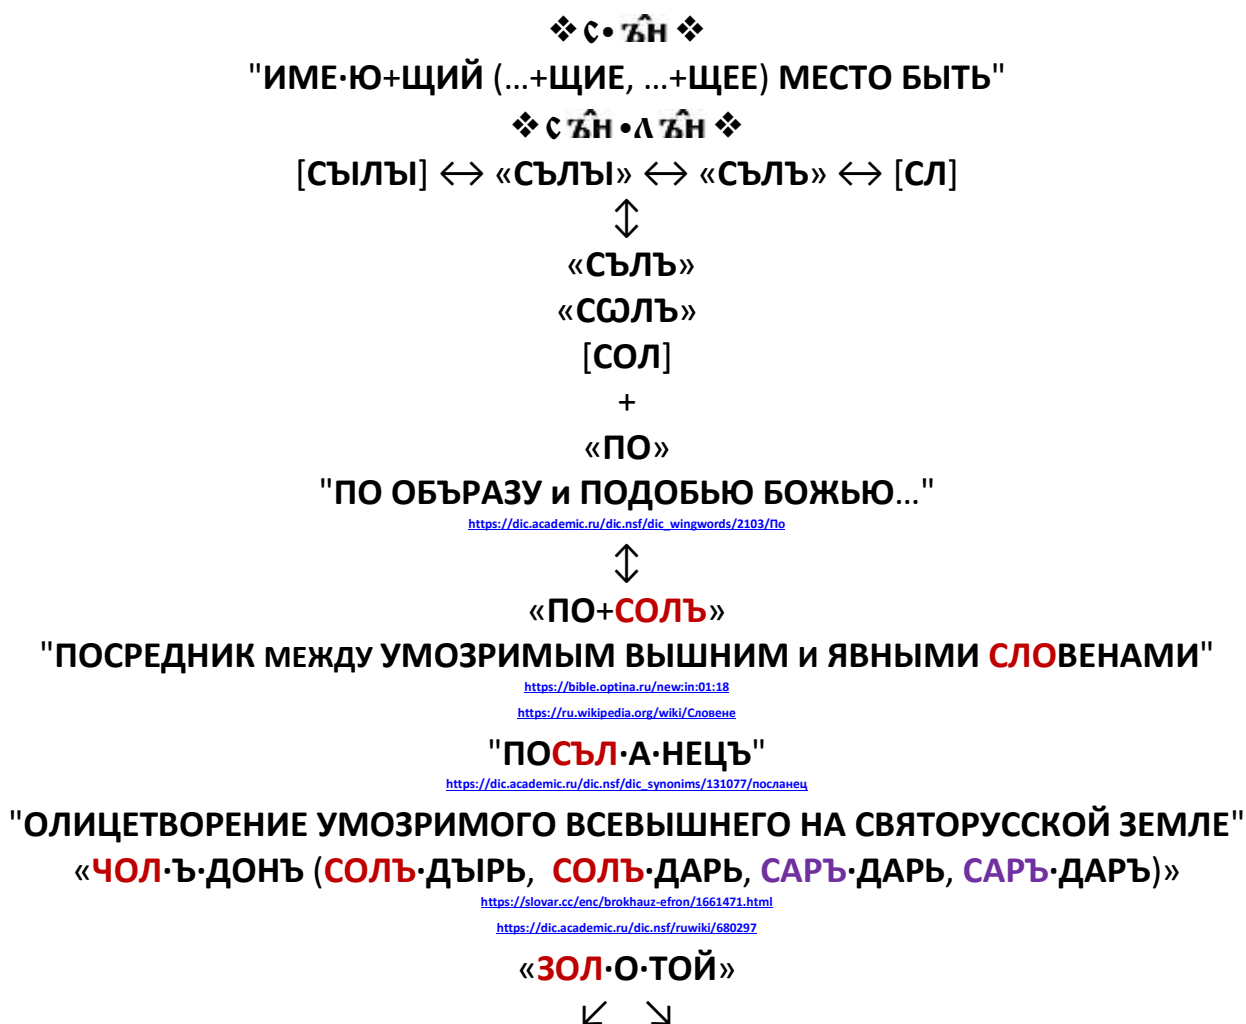 ❖ с• ꙏ̂н ❖
"ИМЕ·Ю+ЩИЙ (...+ЩИЕ, ...+ЩЕЕ) МЕСТО БЫТЬ"
❖ с ꙏ̂н •л ꙏ̂н ❖
[СЪІЛЪІ] ↔ «СЪЛЪІ» ↔ «СЪЛЪ» ↔ [СЛ]
↕
«СЪЛЪ»
«СѠЛЪ»
[СОЛ]
+
«ПО»
"ПО ОБЪРАЗУ и ПОДОБЬЮ БОЖЬЮ..."
https://dic.academic.ru/dic.nsf/dic_wingwords/2103/По
↕
«ПО+СОЛЪ»
"ПОСРЕДНИК МЕЖДУ УМОЗРИМЫМ ВЫШНИМ и ЯВНЫМИ СЛОВЕНАМИ"
https://bible.optina.ru/new:in:01:18
https://ru.wikipedia.org/wiki/Словене
"ПОСЪЛ·А·НЕЦЪ"
https://dic.academic.ru/dic.nsf/dic_synonims/131077/посланец
"ОЛИЦЕТВОРЕНИЕ УМОЗРИМОГО ВСЕВЫШНЕГО НА СВЯТОРУССКОЙ ЗЕМЛЕ"
«ЧОЛ·Ъ·ДОНЪ (СОЛЪ·ДЪІРЬ, СОЛЪ·ДАРЬ, САРЪ·ДАРЬ, САРЪ·ДАРЪ)»
https://slovar.cc/enc/brokhauz-efron/1661471.html
https://dic.academic.ru/dic.nsf/ruwiki/680297
«ЗОЛ·О·ТОЙ»
↙ ↘